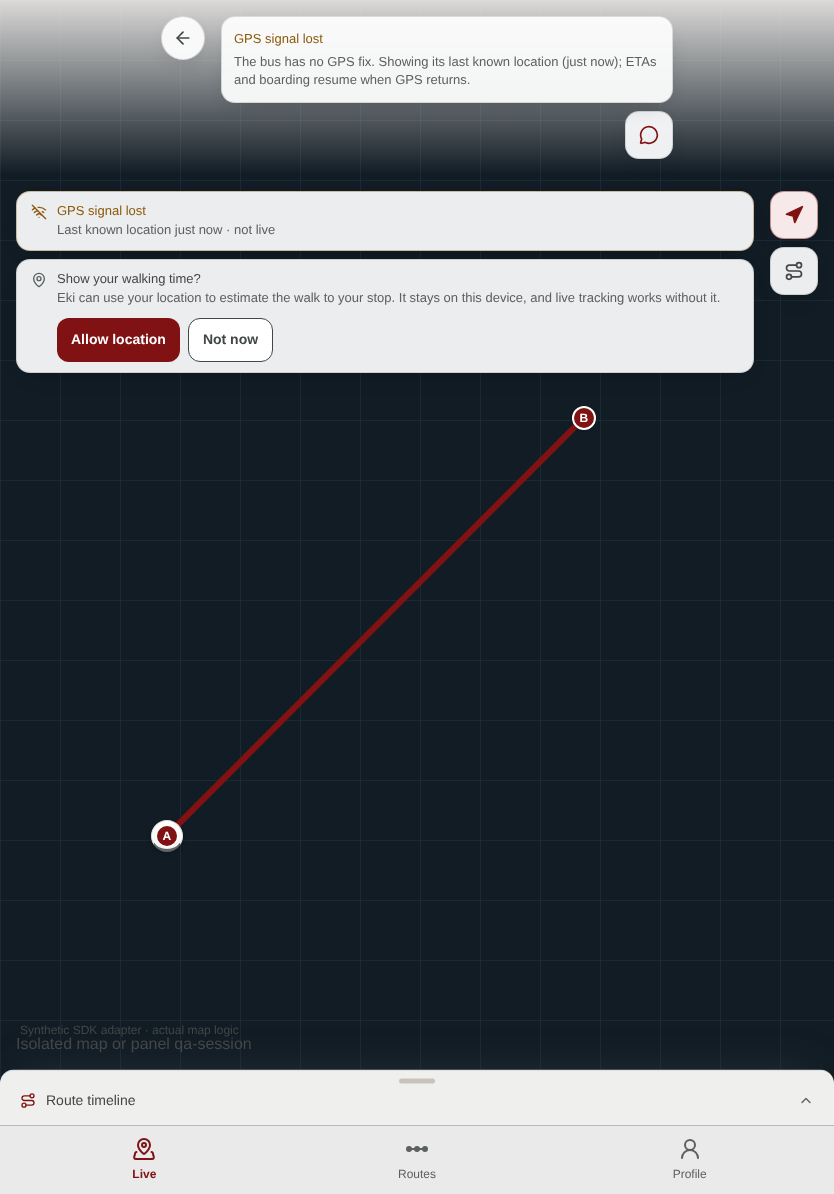 GPS signal lost
The bus has no GPS fix. Showing its last known location (just now); ETAs
and boarding resume when GPS returns.
GPS signal lost
Last known location just now · not live
Show your walking time?
Eki can use your location to estimate the walk to your stop. It stays on this device, and live tracking works without it.
Allow location
Not now
B
A
Synthetic SDK adapter · actual map logic
Isolated map or panel qa-session
Route timeline
Live
Routes
Profile